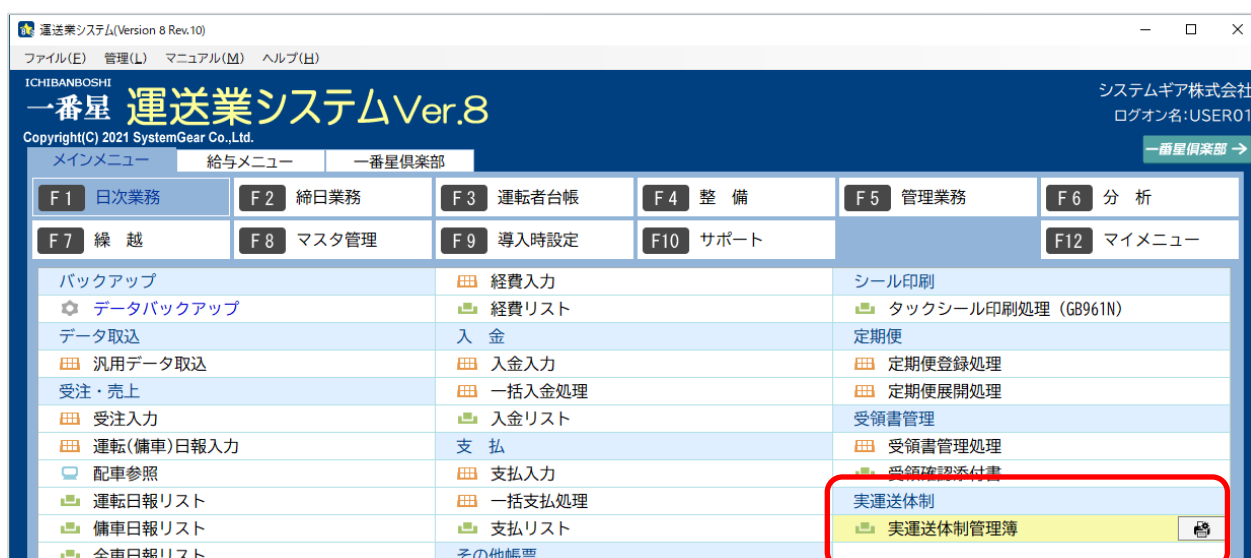 運送業システム(Version 8 Rev.10)
ファイル(F) 管理(L) マニュアル(M) ヘルプ(H)
ICHIBANBOSHI
一番星 運送業システムVer.8
Copyright(C) 2021 SystemGear Co.,Ltd.
システムギア株式会社
ログオン名:USER01
一番星倶楽部 →
メインメニュー 給与メニュー 一番星倶楽部
F1 日次業務 F2 締日業務 F3 運転者台帳 F4 整 備 F5 管理業務 F6 分 析
F7 繰 越 F8 マスタ管理 F9 導入時設定 F10 サポート F12 マイメニュー
バックアップ
データバックアップ
データ取込
汎用データ取込
受注・売上
受注入力
運転(傭車)日報入力
配車参照
運転日報リスト
傭車日報リスト
全車日報リスト
経費入力
経費リスト
入 金
入金入力
一括入金処理
入金リスト
支 払
支払入力
一括支払処理
支払リスト
その他帳票
シール印刷
タックシール印刷処理 (GB961N)
定期便
定期便登録処理
定期便展開処理
受領書管理
受領書管理処理
受領確認添付書
実運送体制
実運送体制管理簿